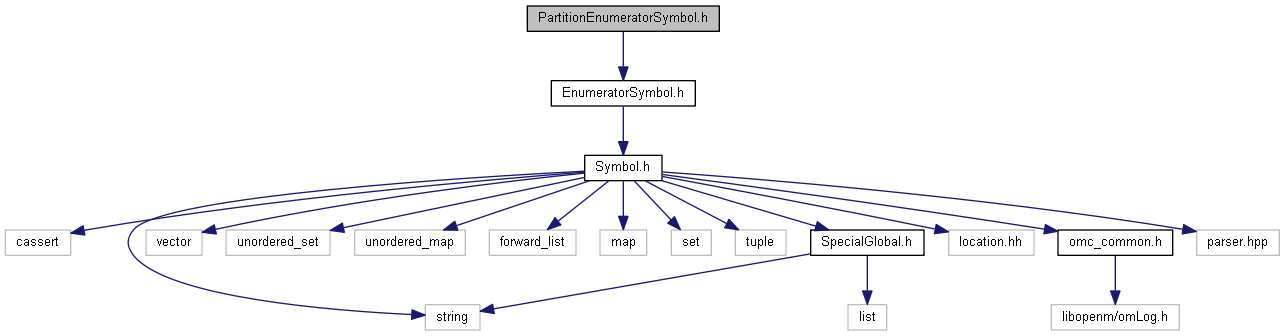 PartitionEnumeratorSymbol.h
EnumeratorSymbol.h
Symbol.h
cassert
vector
unordered_set
unordered_map
forward_list
map
set
tuple
SpecialGlobal.h
location.hh
omc_common.h
parser.hpp
string
list
libopenm/omLog.h